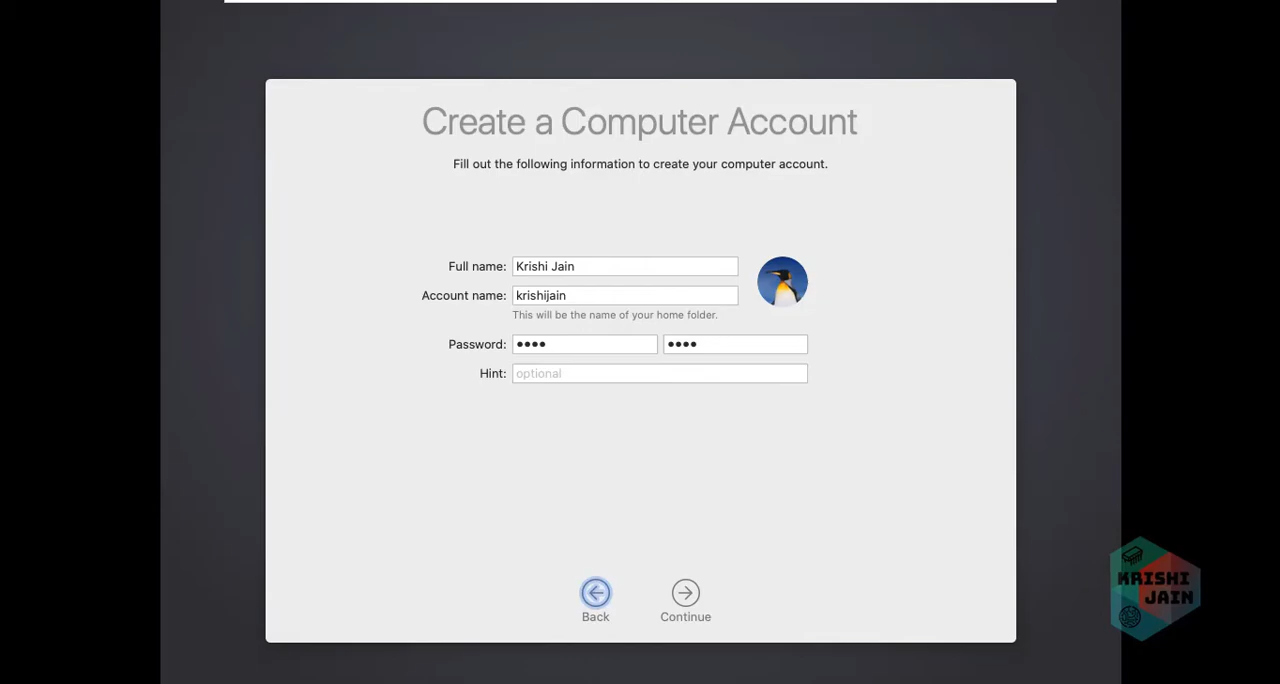 Create a Computer Account
Fill out the following information to create your computer account.
Full name: Krishi Jain
Account name: krishijain
This will be the name of your home folder.
Password: •••• ••••
Hint: optional
Back Continue
KRISHI
JAIN